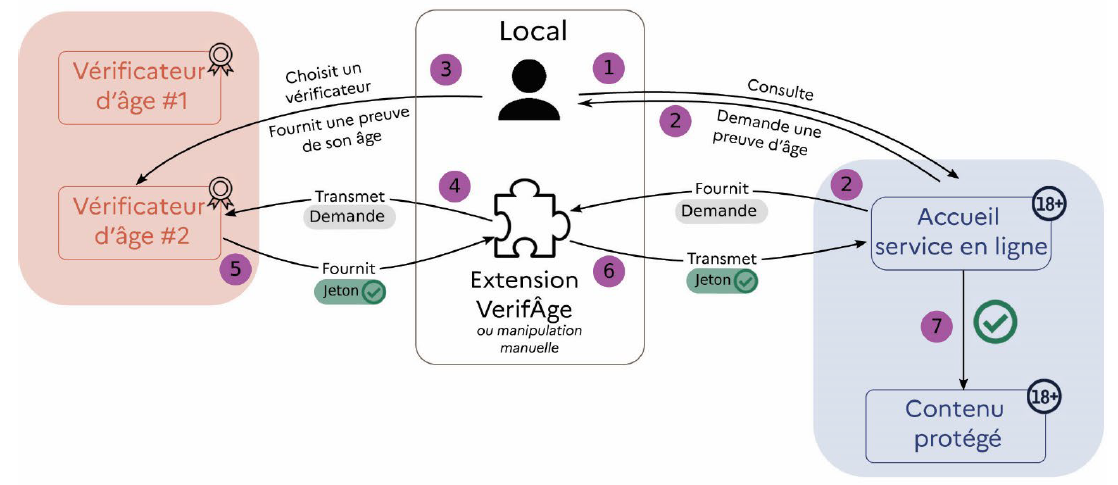 Local
Vérificateur
d'âge #1
3
Choisit un
vérificateur
Fournit une preuve
de son âge
1
Consulte
2
Demande une
preuve d'âge
Vérificateur
d'âge #2
4
Transmet
Demande
5
Fournit
Jeton
Extension
VerifÂge
ou manipulation
manuelle
2
Fournit
Demande
6
Transmet
Jeton
18+
Accueil
service en ligne
7
18+
Contenu
protégé